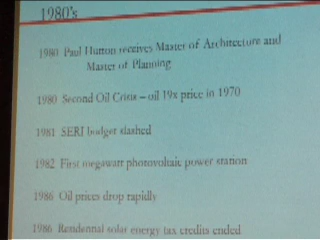 1980's
1980 Paul Hutton receives Master of Architecture and
Master of Planning
1980 Second Oil Crisis – oil 19x price in 1970
1981 SERI budget slashed
1982 First megawatt photovoltaic power station
1986 Oil prices drop rapidly
1986 Residential solar energy tax credits ended